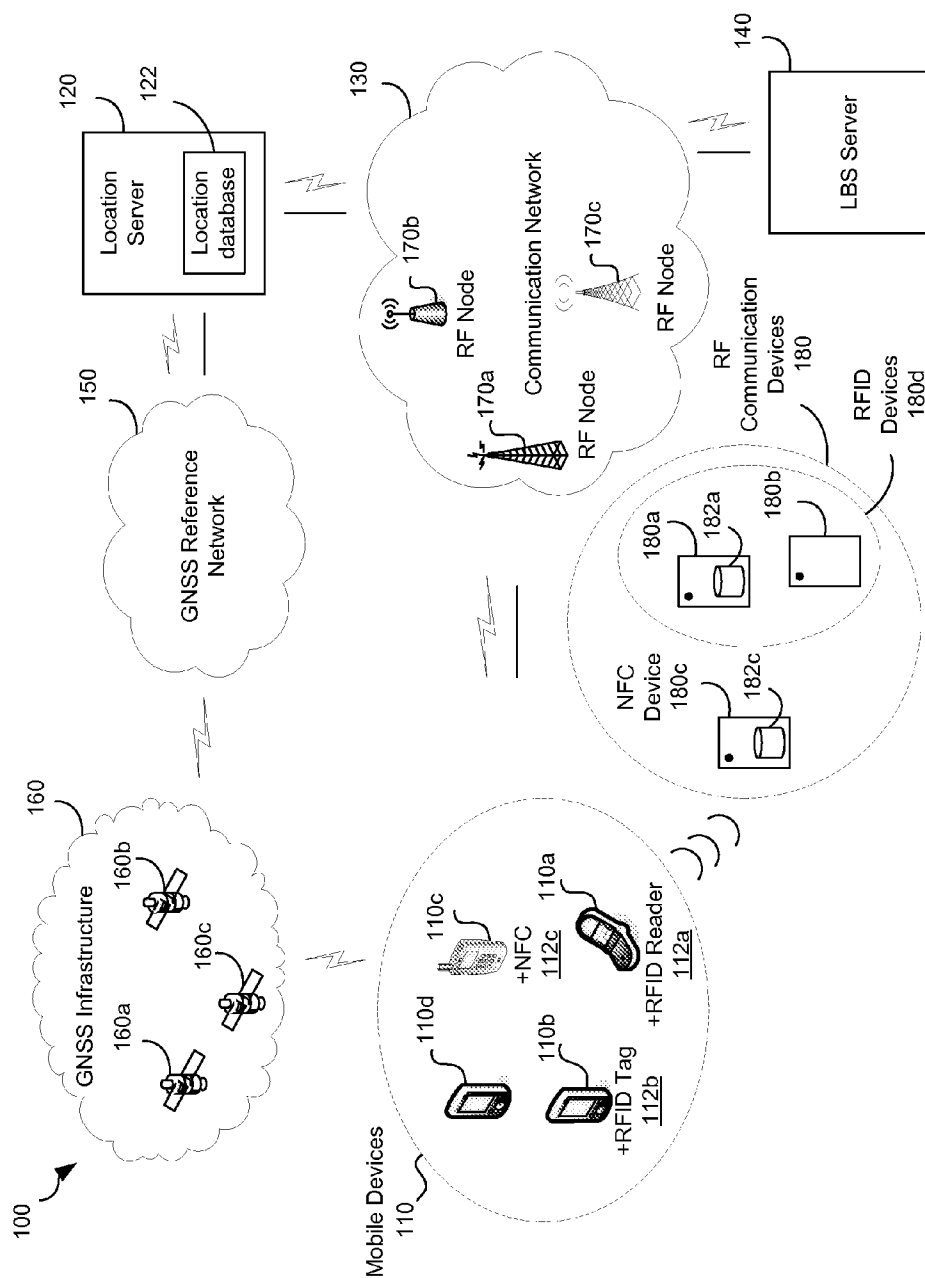 100
GNSS Infrastructure
160
160a
160b
160c
GNSS Reference
Network
150
Location
Server
120
Location
database
122
Mobile Devices
110
110d
110c
+NFC
112c
110b
+RFID Tag
112b
110a
+RFID Reader
112a
130
170b
RF Node
Communication Network
170a
RF Node
170c
RF Node
NFC
Device
180c
182c
180a
182a
180b
RF
Communication
Devices
180
RFID
Devices
180d
140
LBS Server